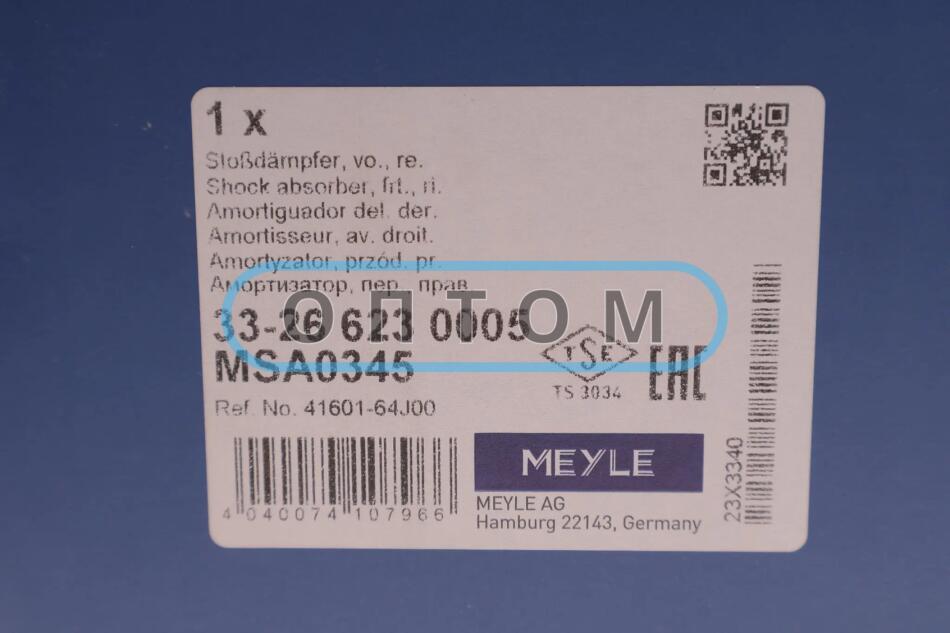 1 x
Stoßdämpfer, vo., re.
Shock absorber, frt., ri.
Amortiguador del. der.
Amortisseur, av. droit.
Amortyzator, przód. pr.
Амортизатор, пер., прав.
ОПТОМ
33-26 623 0005
MSA0345
TSE
TS 3034
EAC
Ref. No. 41601-64J00
4 040074 107966
MEYLE
MEYLE AG
Hamburg 22143, Germany
23X3340